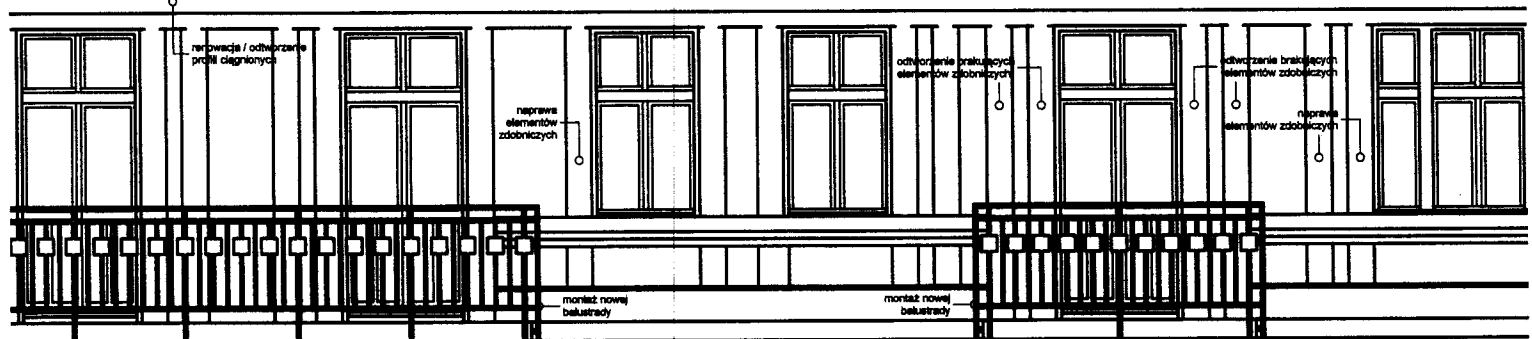 renowacja / odtworzenie
profili ciągnionych
naprawa
elementów
zdobniczych
odtworzenie brakujących
elementów zdobniczych
odtworzenie brakujących
elementów zdobniczych
naprawa
elementów zdobniczych
montaż nowej
balustrady
montaż nowej
balustrady